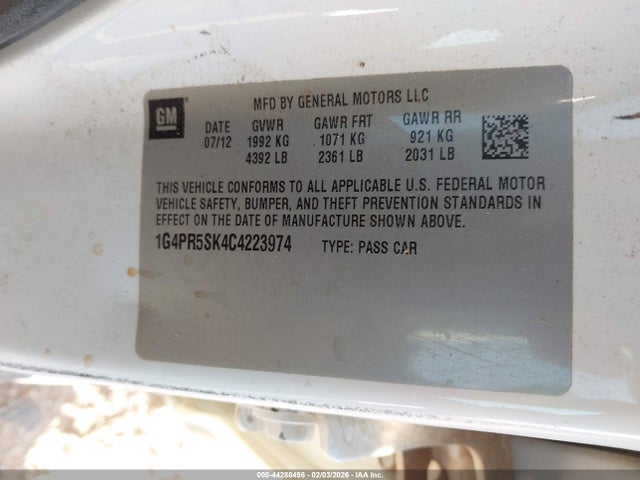 MFD BY GENERAL MOTORS LLC
GM
DATE GVWR GAWR FRT GAWR RR
07/12 1992 KG 1071 KG 921 KG
4392 LB 2361 LB 2031 LB
THIS VEHICLE CONFORMS TO ALL APPLICABLE U.S. FEDERAL MOTOR
VEHICLE SAFETY, BUMPER, AND THEFT PREVENTION STANDARDS IN
EFFECT ON THE DATE OF MANUFACTURE SHOWN ABOVE.
1G4PR5SK4C4223974 TYPE: PASS CAR
000-44288496 - 02/03/2026 - IAA Inc.